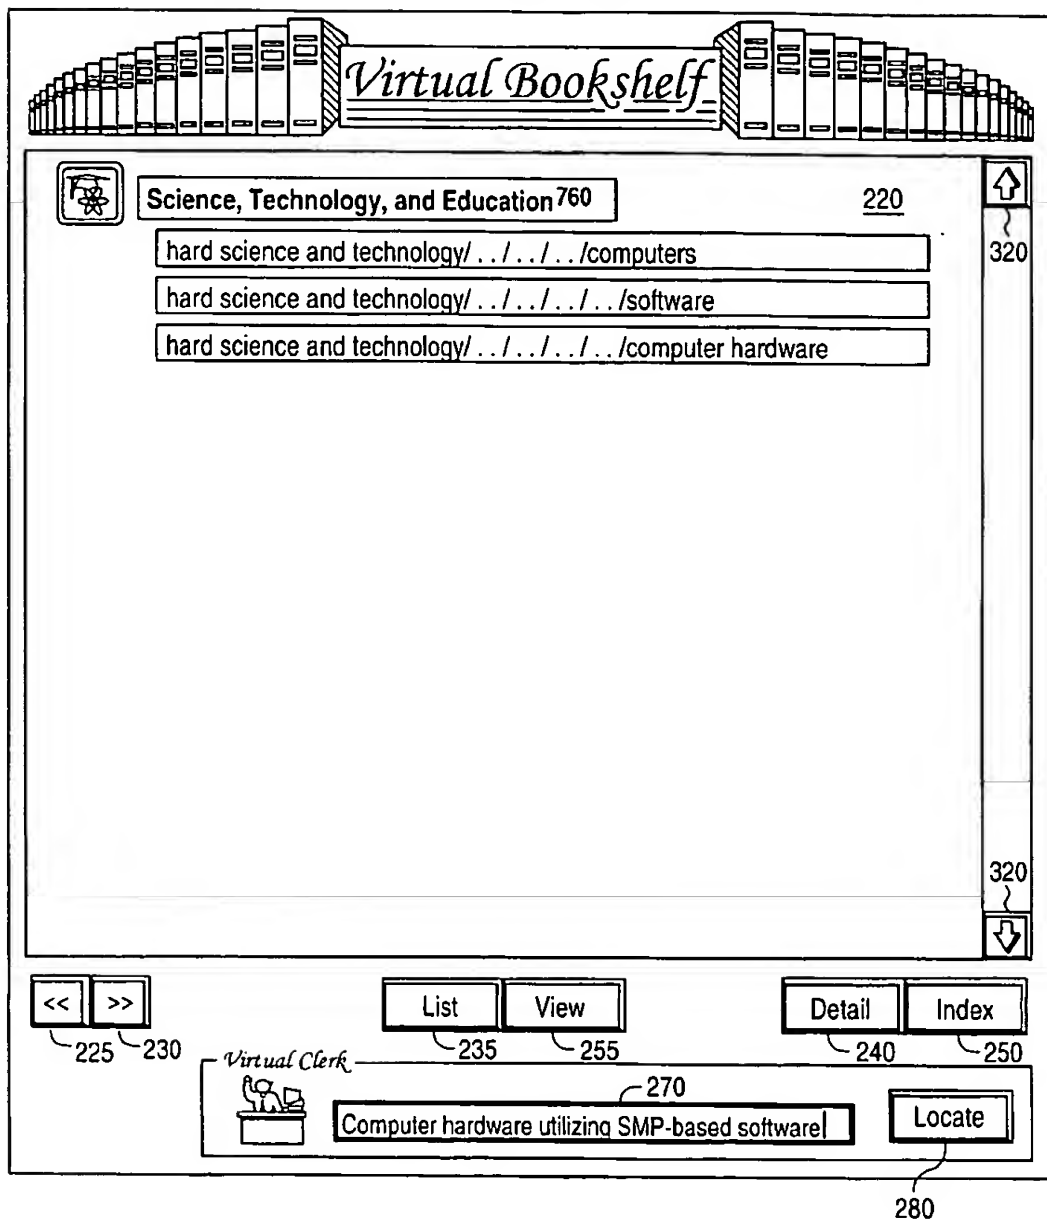 Virtual Bookshelf
Science, Technology, and Education 760
220
320
hard science and technology/ . . / . . / . . /computers
hard science and technology/ . . / . . / . . / . . /software
hard science and technology/ . . / . . / . . / . . /computer hardware
320
<< >> List View Detail Index
225 230 235 255 240 250
Virtual Clerk
270
Computer hardware utilizing SMP-based software
Locate
280